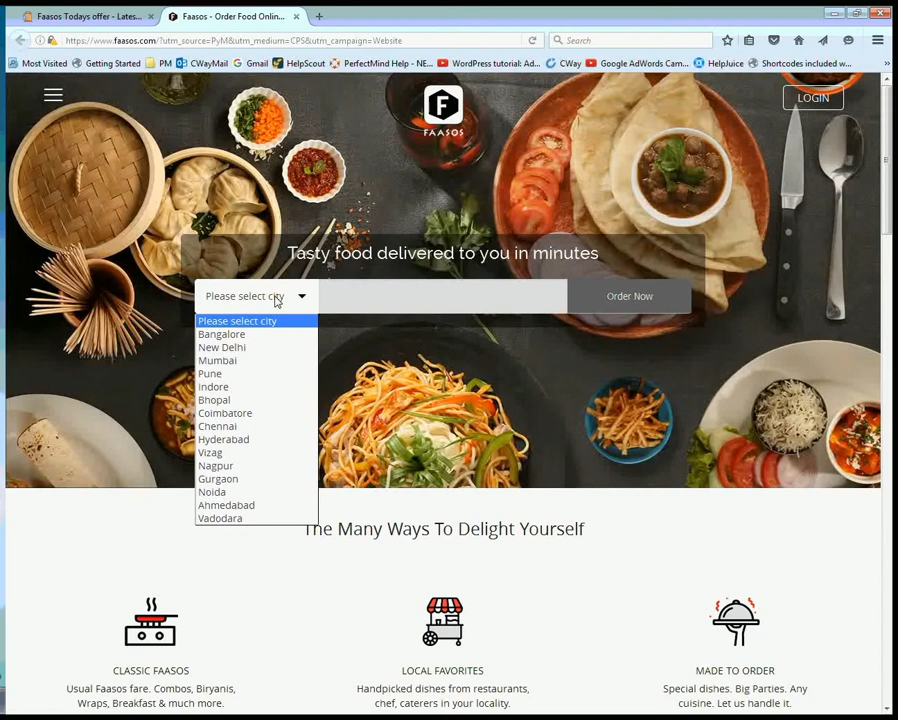 Faasos Todays offer - Lates...
Faasos - Order Food Onlin...
https://www.faasos.com/?utm_source=PyM&utm_medium=CPS&utm_campaign=Website
Search
Most Visited
Getting Started
PM
CWayMail
Gmail
HelpScout
PerfectMind Help - NE...
WordPress tutorial: Ad...
CWay
Google AdWords Cam...
HelpJuice
Shortcodes included w...
LOGIN
F
FAASOS
Tasty food delivered to you in minutes
Please select city
Order Now
Please select city
Bangalore
New Delhi
Mumbai
Pune
Indore
Bhopal
Coimbatore
Chennai
Hyderabad
Vizag
Nagpur
Gurgaon
Noida
Ahmedabad
Vadodara
The Many Ways To Delight Yourself
CLASSIC FAASOS
Usual Faasos fare. Combos, Biryanis,
Wraps, Breakfast & much more.
LOCAL FAVORITES
Handpicked dishes from restaurants,
chef, caterers in your locality.
MADE TO ORDER
Special dishes. Big Parties. Any
cuisine. Let us handle it.